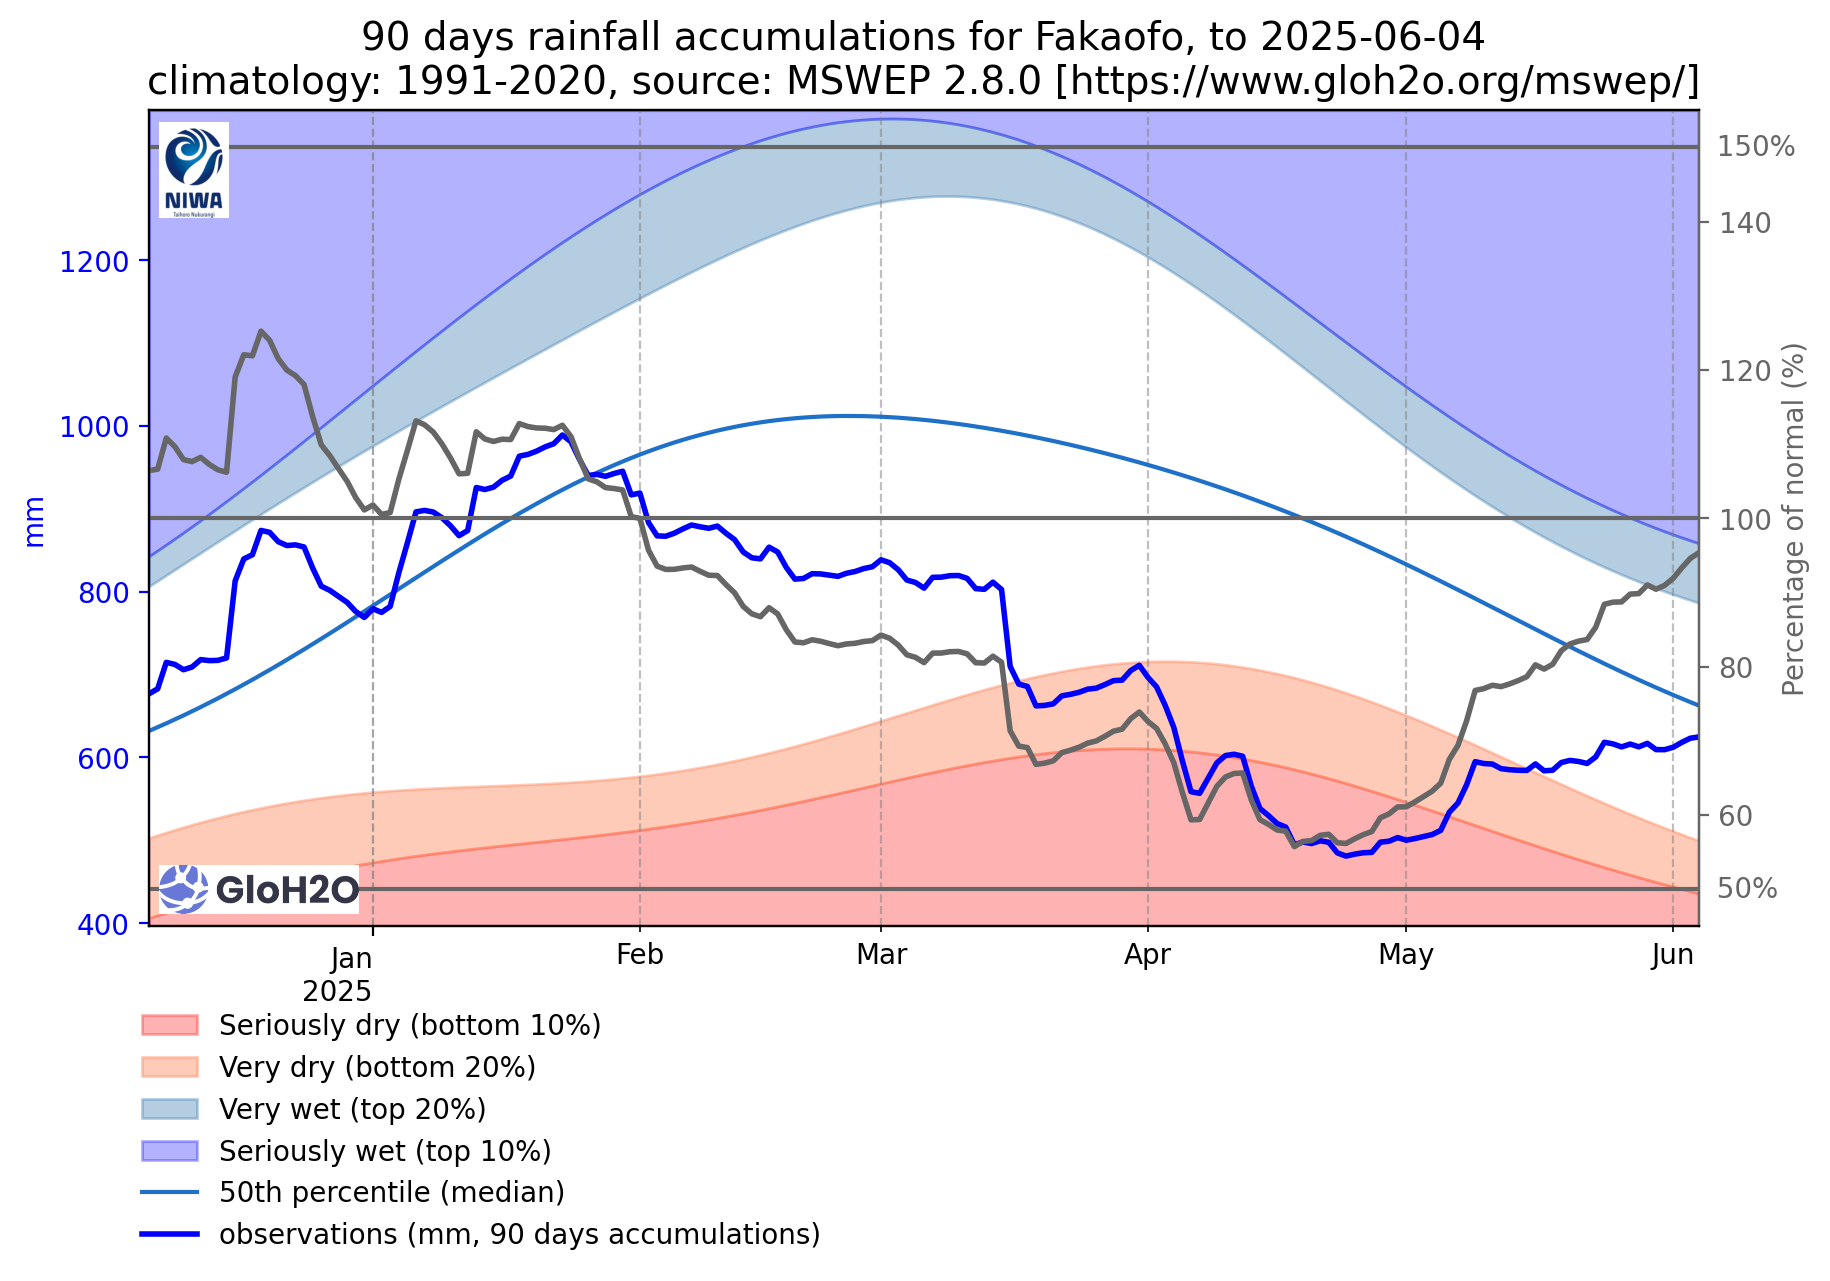 90 days rainfall accumulations for Fakaofo, to 2025-06-04
climatology: 1991-2020, source: MSWEP 2.8.0 [https://www.gloh2o.org/mswep/]
NIWA
Taihoro Nukurangi
150%
140
120
100
80
60
50%
Percentage of normal (%)
1200
1000
800
600
400
mm
GloH2O
Jan
2025
Feb
Mar
Apr
May
Jun
Seriously dry (bottom 10%)
Very dry (bottom 20%)
Very wet (top 20%)
Seriously wet (top 10%)
50th percentile (median)
observations (mm, 90 days accumulations)